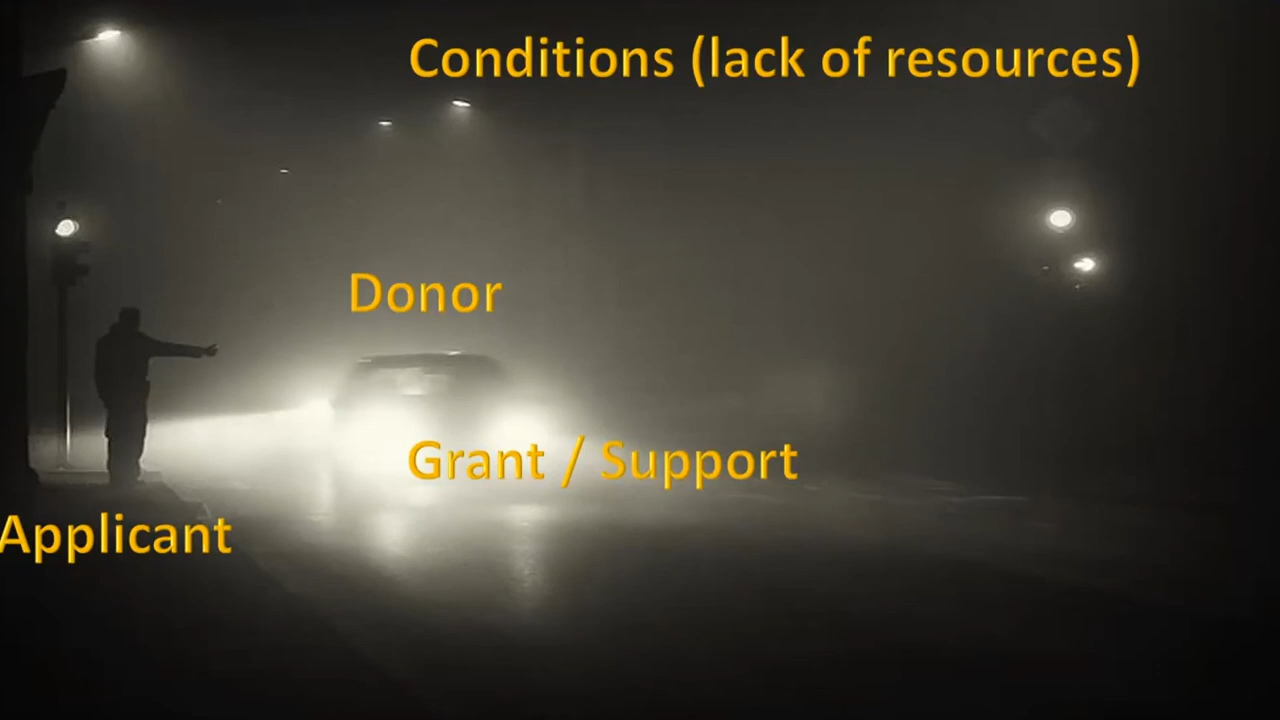 Conditions (lack of resources)
Donor
Grant / Support
Applicant